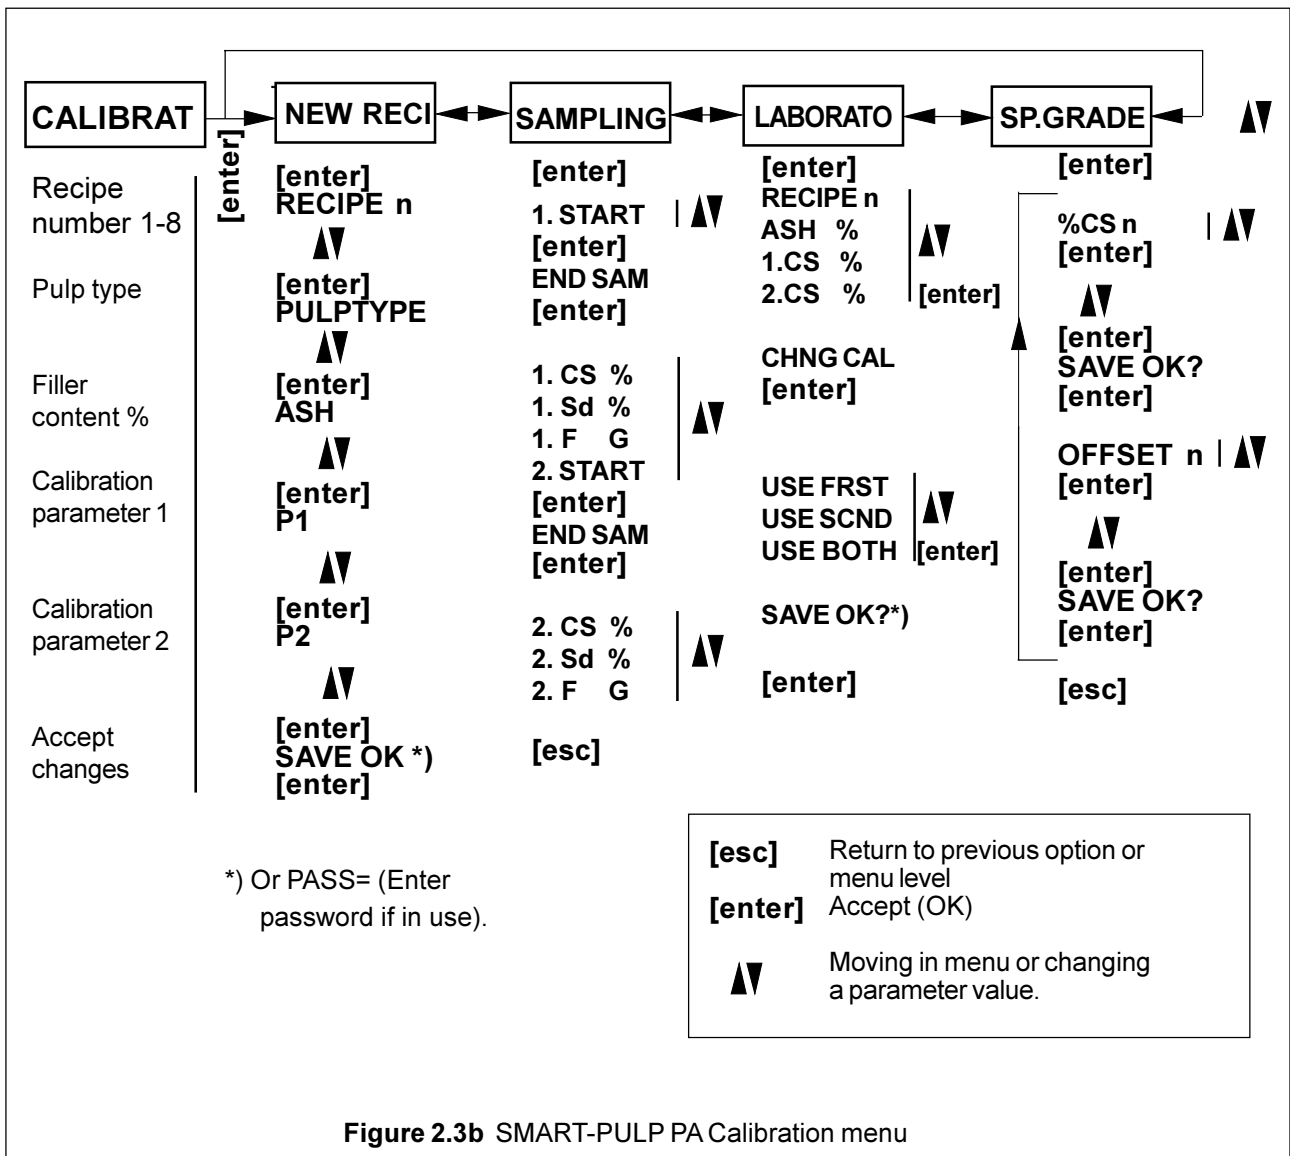 CALIBRAT
[enter]
NEW RECI
SAMPLING
LABORATO
SP.GRADE
Recipe
number 1-8
Pulp type
Filler
content %
Calibration
parameter 1
Calibration
parameter 2
Accept
changes
[enter]
RECIPE n
[enter]
PULPTYPE
[enter]
ASH
[enter]
P1
[enter]
P2
[enter]
SAVE OK *)
[enter]
[enter]
1. START
[enter]
END SAM
[enter]
1. CS %
1. Sd %
1. F G
2. START
[enter]
END SAM
[enter]
2. CS %
2. Sd %
2. F G
[esc]
[enter]
RECIPE n
ASH %
1.CS %
2.CS %
[enter]
CHNG CAL
[enter]
USE FRST
USE SCND
USE BOTH
[enter]
SAVE OK?*)
[enter]
[enter]
%CS n
[enter]
[enter]
SAVE OK?
[enter]
OFFSET n
[enter]
[enter]
SAVE OK?
[enter]
[esc]
*) Or PASS= (Enter
password if in use).
[esc] Return to previous option or
menu level
[enter] Accept (OK)
Moving in menu or changing
a parameter value.
Figure 2.3b SMART-PULP PA Calibration menu